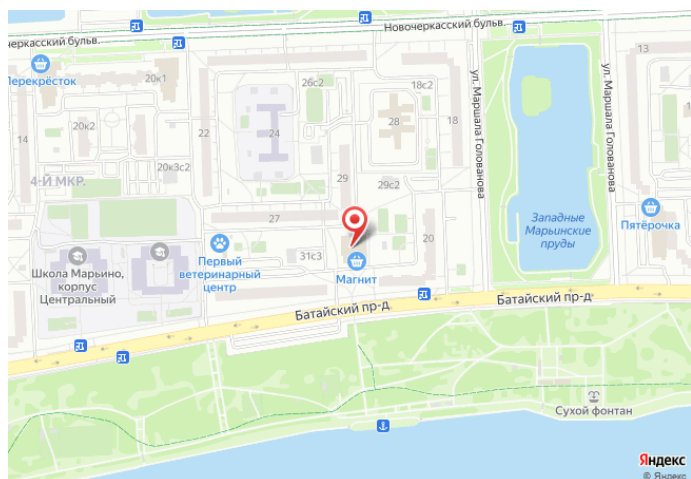 Новочеркасский бульв.
очеркасский бульв.
ул. Маршала Голованова
ул. Маршала Голованова
13
Перекрёсток
20к1
26с2
18с2
14
20к2
22
24
28
18
4-Й МКР.
20к3с2
29
29с2
27
20
31с3
Западные
Марьинские
пруды
Пятёрочка
Школа Марьино,
корпус
Центральный
Первый
ветеринарный
центр
Магнит
Батайский пр-д
Батайский пр-д
Сухой фонтан
Яндекс
© Яндекс